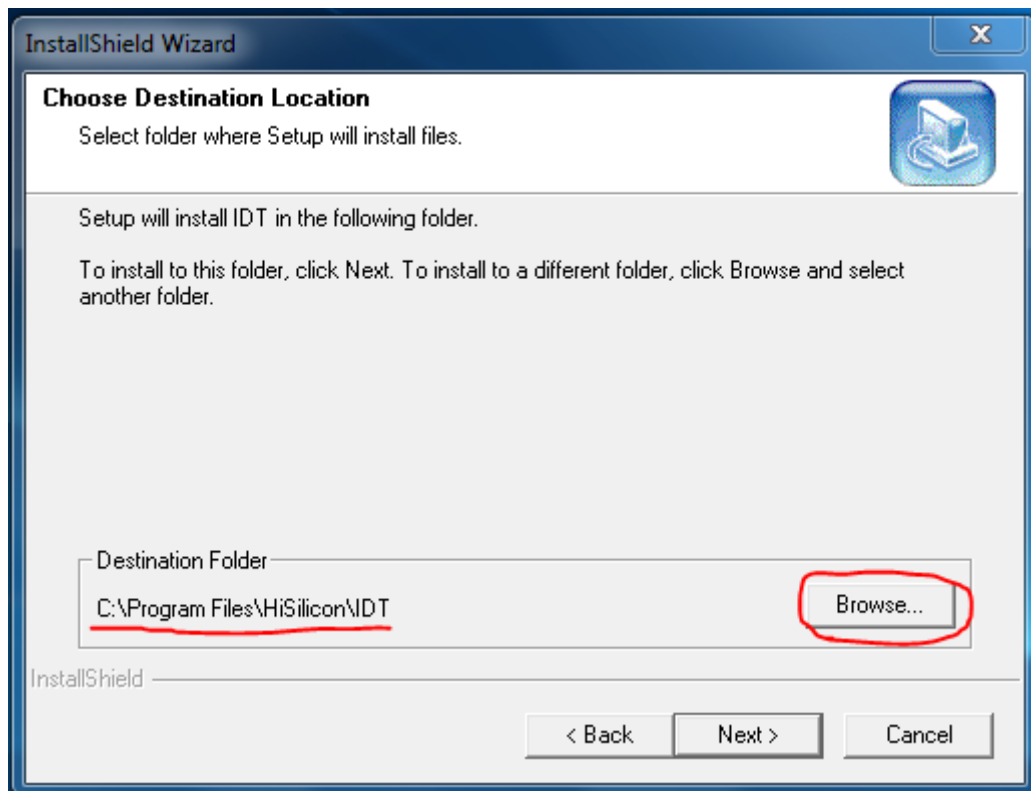 InstallShield Wizard
Choose Destination Location
Select folder where Setup will install files.
Setup will install IDT in the following folder.
To install to this folder, click Next. To install to a different folder, click Browse and select
another folder.
Destination Folder
C:\Program Files\HiSilicon\IDT
Browse...
InstallShield
< Back
Next >
Cancel